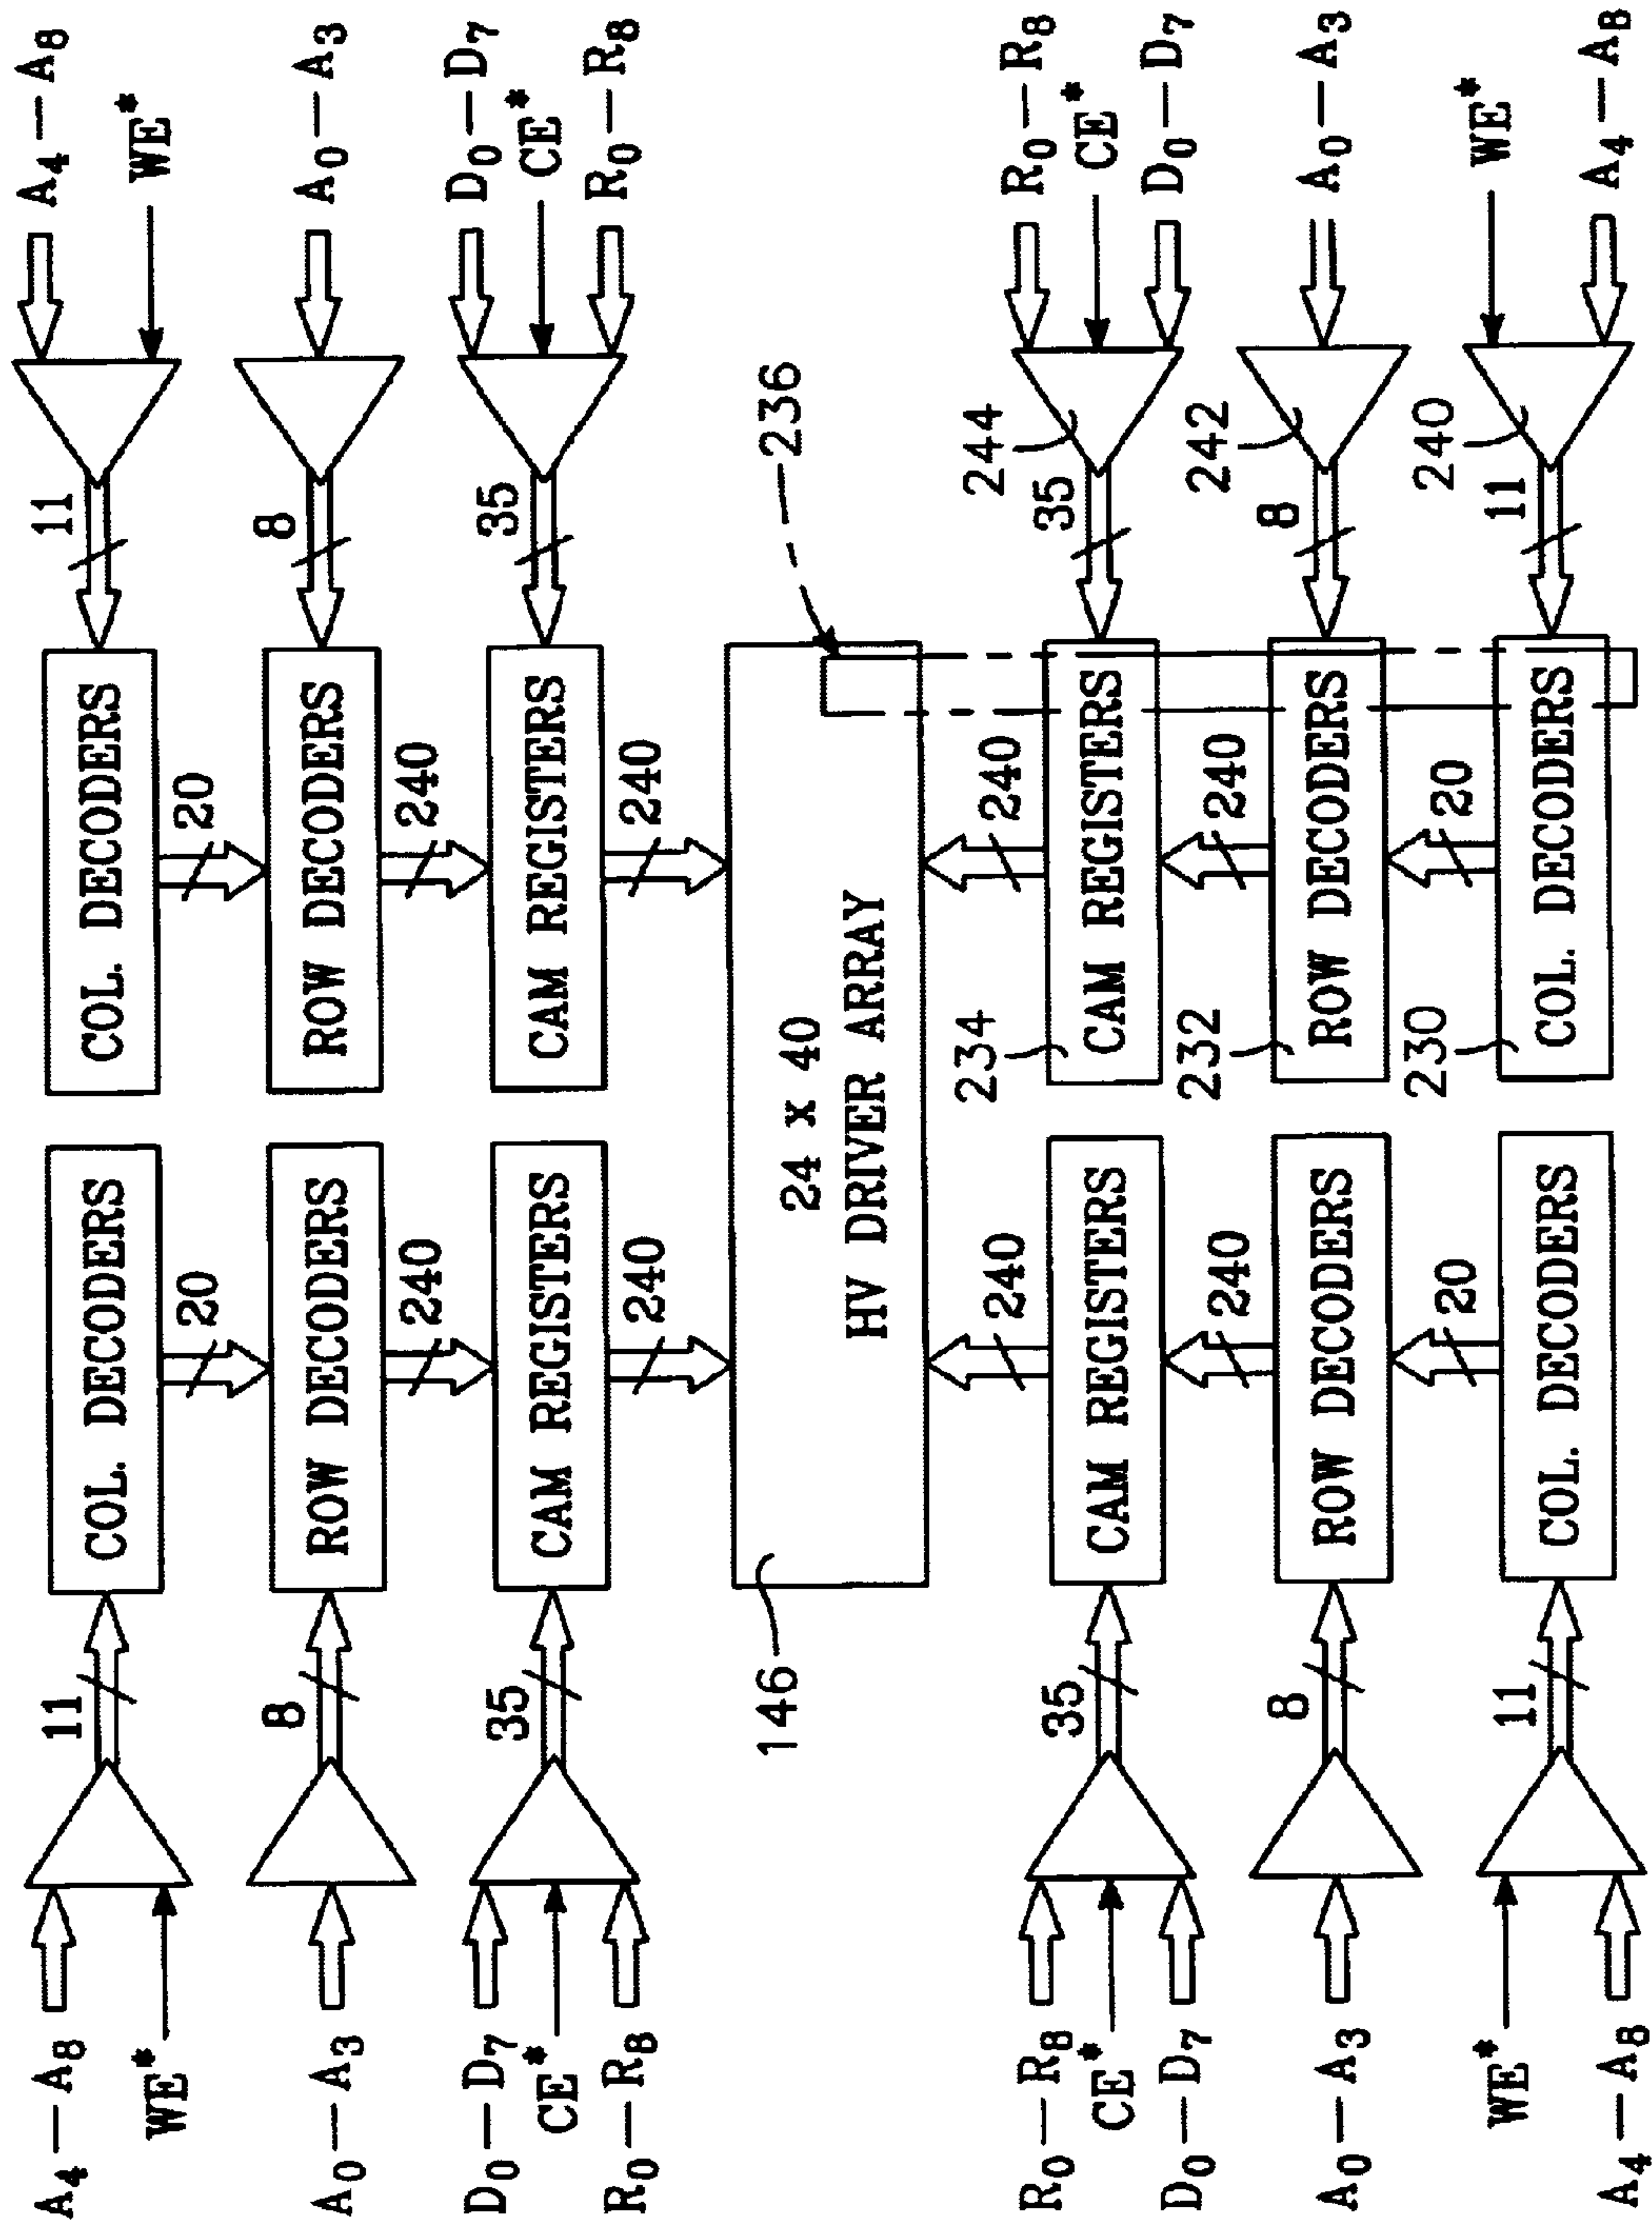 A4—A8
11
11
A4—A8
COL. DECODERS
COL. DECODERS
WE*
WE*
20
20
8
8
A0—A3
ROW DECODERS
ROW DECODERS
A0—A3
240
240
D0—D7
35
35
D0—D7
CE*
CAM REGISTERS
CAM REGISTERS
CE*
R0—R8
R0—R8
240
240
146
236
24 x 40
HV DRIVER ARRAY
240
234
240
244
R0—R8
35
35
R0—R8
CE*
CAM REGISTERS
CAM REGISTERS
CE*
D0—D7
D0—D7
240
232
240
242
8
8
A0—A3
ROW DECODERS
ROW DECODERS
A0—A3
20
230
20
240
WE*
11
11
WE*
COL. DECODERS
COL. DECODERS
A4—A8
A4—A8